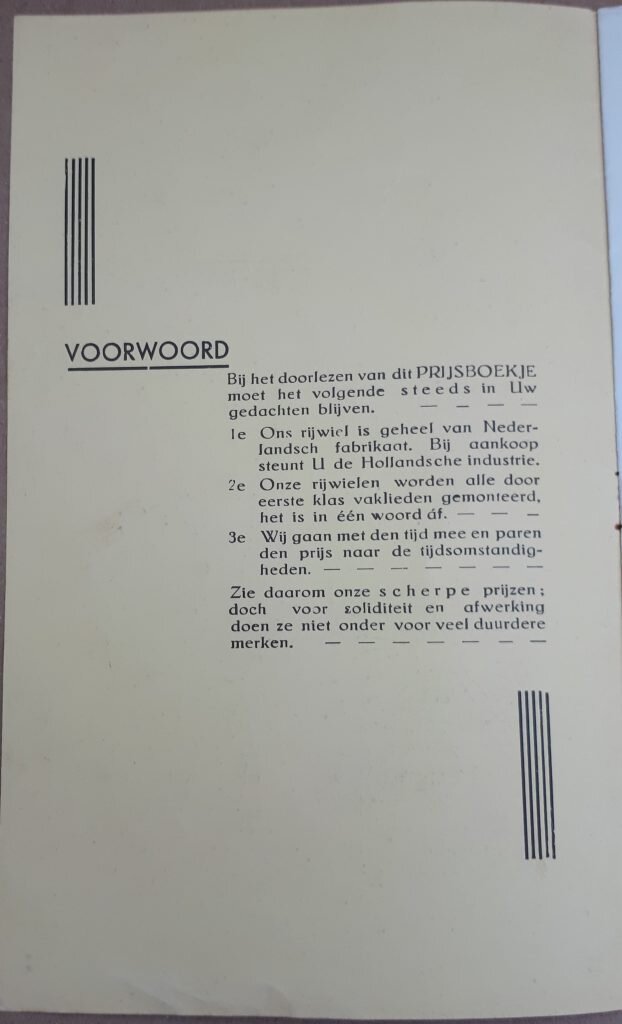 VOORWOORD
Bij het doorlezen van dit PRIJSBOEKJE
moet het volgende steeds in Uw
gedachten blijven. — — — —
1e Ons rijwiel is geheel van Neder-
landsch fabrikaat. Bij aankoop
steunt U de Hollandsche industrie.
2e Onze rijwielen worden alle door
eerste klas vaklieden gemonteerd,
het is in één woord áf. — — —
3e Wij gaan met den tijd mee en paren
den prijs naar de tijdsomstandig-
heden. — — — — — — —
Zie daarom onze scherpe prijzen;
doch voor soliditeit en afwerking
doen ze niet onder voor veel duurdere
merken. — — — — — — —